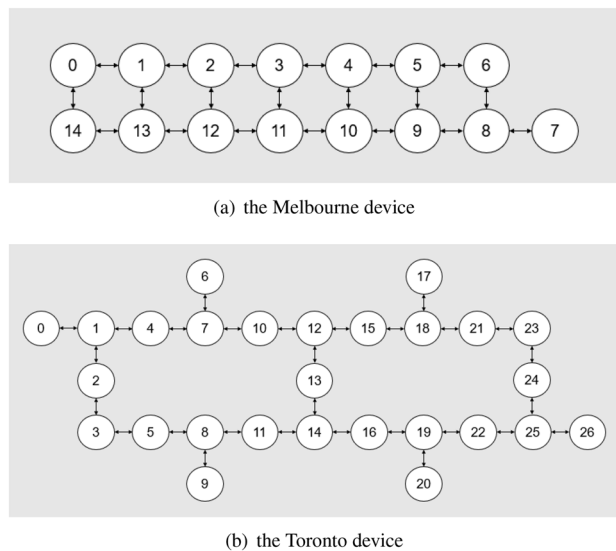 0 1 2 3 4 5 6
14 13 12 11 10 9 8 7
(a) the Melbourne device
6 17
0 1 4 7 10 12 15 18 21 23
2 13 24
3 5 8 11 14 16 19 22 25 26
9 20
(b) the Toronto device